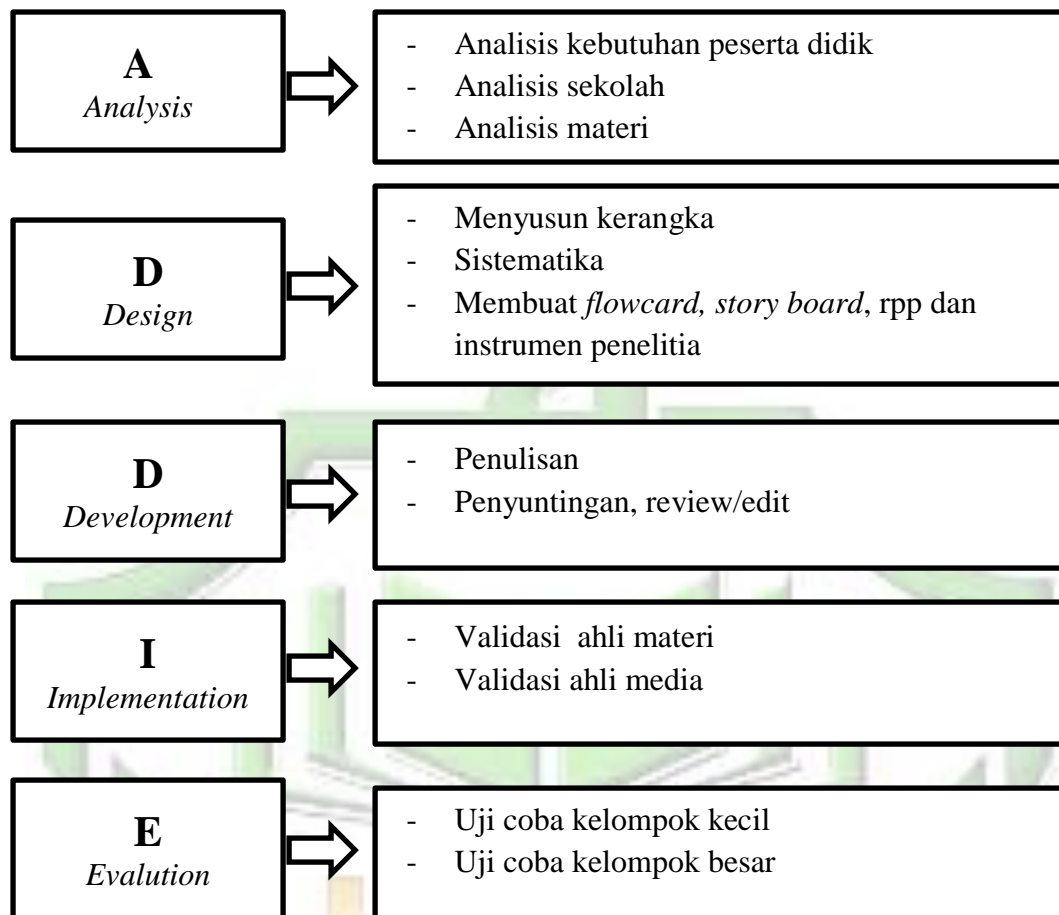 A
Analysis
- Analisis kebutuhan peserta didik
- Analisis sekolah
- Analisis materi
D
Design
- Menyusun kerangka
- Sistematika
- Membuat flowcard, story board, rpp dan
instrumen penelitia
D
Development
- Penulisan
- Penyuntingan, review/edit
I
Implementation
- Validasi ahli materi
- Validasi ahli media
E
Evalution
- Uji coba kelompok kecil
- Uji coba kelompok besar